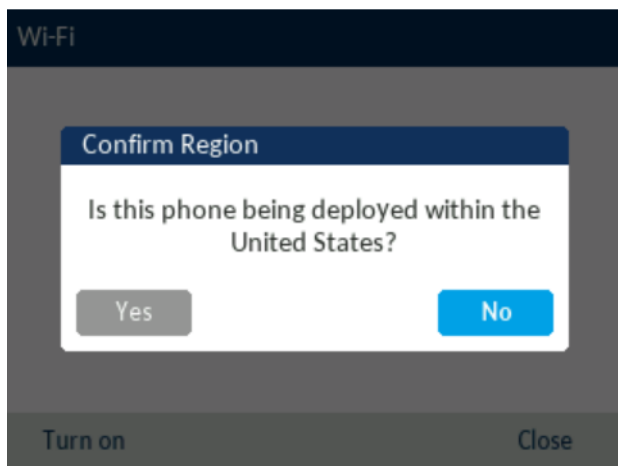 Wi-Fi
Confirm Region
Is this phone being deployed within the
United States?
Yes
No
Turn on
Close